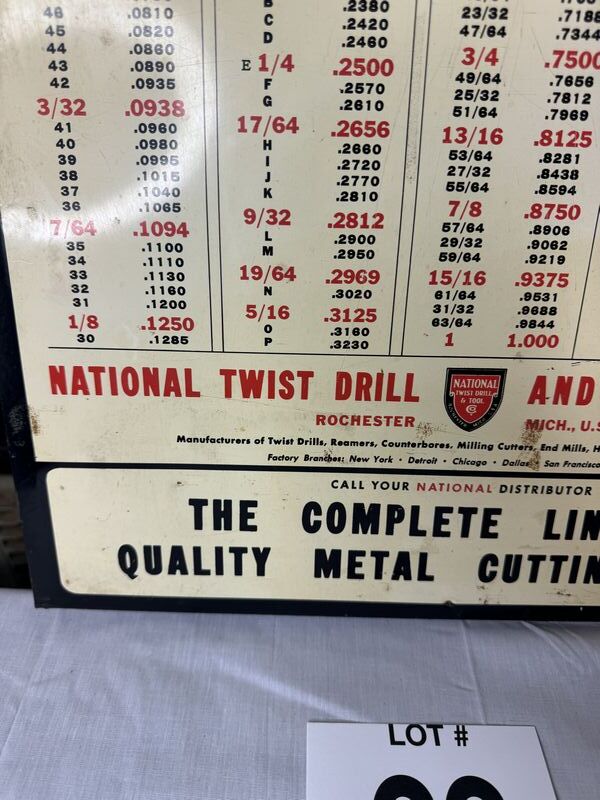 46 .0810
45 .0820
44 .0860
43 .0890
42 .0935
3/32 .0938
41 .0960
40 .0980
39 .0995
38 .1015
37 .1040
36 .1065
7/64 .1094
35 .1100
34 .1110
33 .1130
32 .1160
31 .1200
1/8 .1250
30 .1285
B .2380
C .2420
D .2460
E 1/4 .2500
F .2570
G .2610
17/64 .2656
H .2660
I .2720
J .2770
K .2810
9/32 .2812
L .2900
M .2950
19/64 .2969
N .3020
5/16 .3125
O .3160
P .3230
23/32 .7188
47/64 .7344
3/4 .7500
49/64 .7656
25/32 .7812
51/64 .7969
13/16 .8125
53/64 .8281
27/32 .8438
55/64 .8594
7/8 .8750
57/64 .8906
29/32 .9062
59/64 .9219
15/16 .9375
61/64 .9531
31/32 .9688
63/64 .9844
1 1.000
NATIONAL TWIST DRILL AND
NATIONAL
TWIST DRILL
& TOOL
ROCHESTER MICH., U.S
Manufacturers of Twist Drills, Reamers, Counterbores, Milling Cutters, End Mills, H
Factory Branches: New York • Detroit • Chicago • Dallas • San Francisco
CALL YOUR NATIONAL DISTRIBUTOR
THE COMPLETE LIN
QUALITY METAL CUTTIN
LOT #